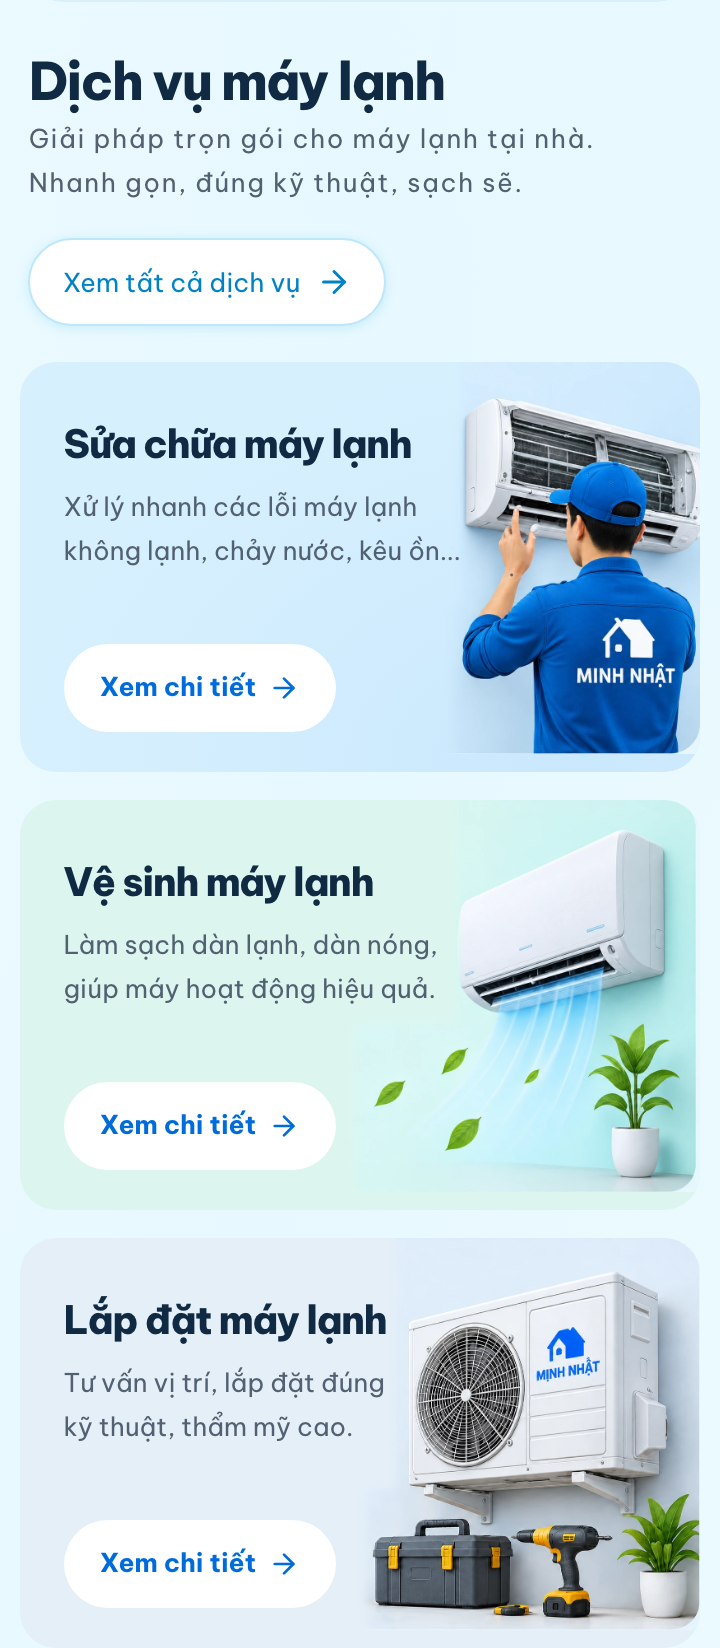 Dịch vụ máy lạnh
Giải pháp trọn gói cho máy lạnh tại nhà.
Nhanh gọn, đúng kỹ thuật, sạch sẽ.
Xem tất cả dịch vụ
Sửa chữa máy lạnh
Xử lý nhanh các lỗi máy lạnh
không lạnh, chảy nước, kêu ồn...
Xem chi tiết
MINH NHẬT
Vệ sinh máy lạnh
Làm sạch dàn lạnh, dàn nóng,
giúp máy hoạt động hiệu quả.
Xem chi tiết
Lắp đặt máy lạnh
Tư vấn vị trí, lắp đặt đúng
kỹ thuật, thẩm mỹ cao.
Xem chi tiết
MỊNH NHẬT